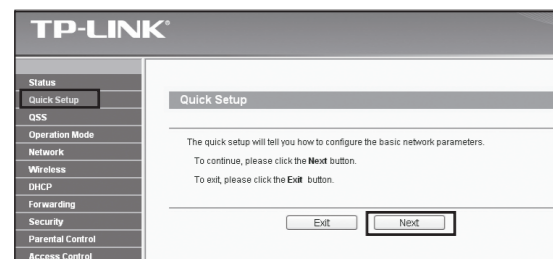 TP-LINK®
Status
Quick Setup
QSS
Operation Mode
Network
Wireless
DHCP
Forwarding
Security
Parental Control
Access Control
Quick Setup
The quick setup will tell you how to configure the basic network parameters.
To continue, please click the Next button.
To exit, please click the Exit button.
Exit Next